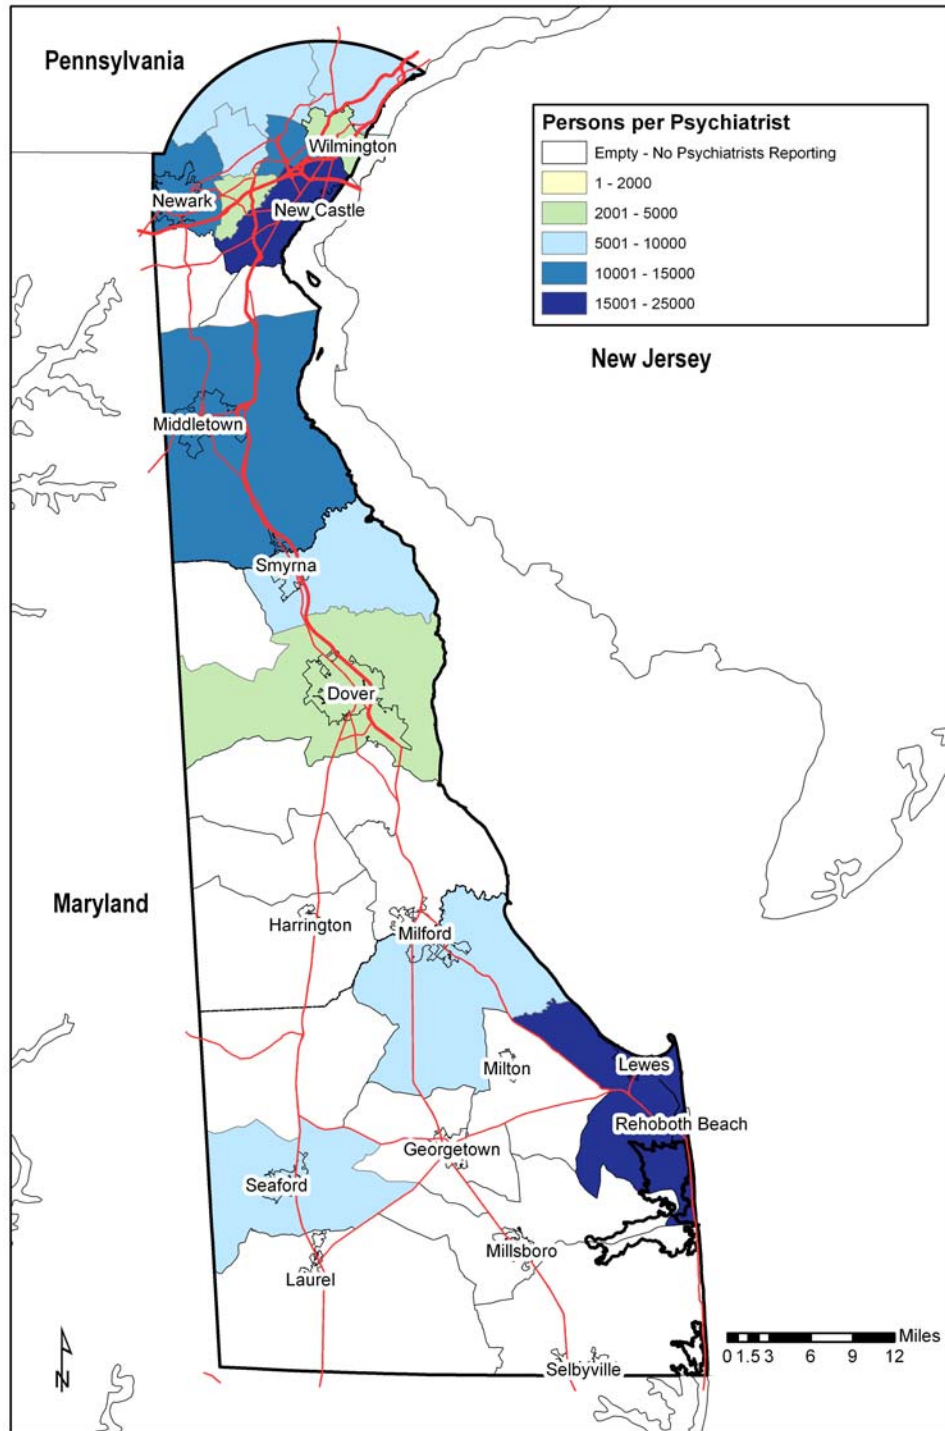 Pennsylvania
Persons per Psychiatrist
Empty - No Psychiatrists Reporting
1 - 2000
2001 - 5000
5001 - 10000
10001 - 15000
15001 - 25000
Wilmington
Newark
New Castle
New Jersey
Middletown
Smyrna
Dover
Maryland
Harrington
Milford
Milton
Lewes
Rehoboth Beach
Georgetown
Seaford
Millsboro
Laurel
Selbyville
Miles
0 1.5 3 6 9 12
N